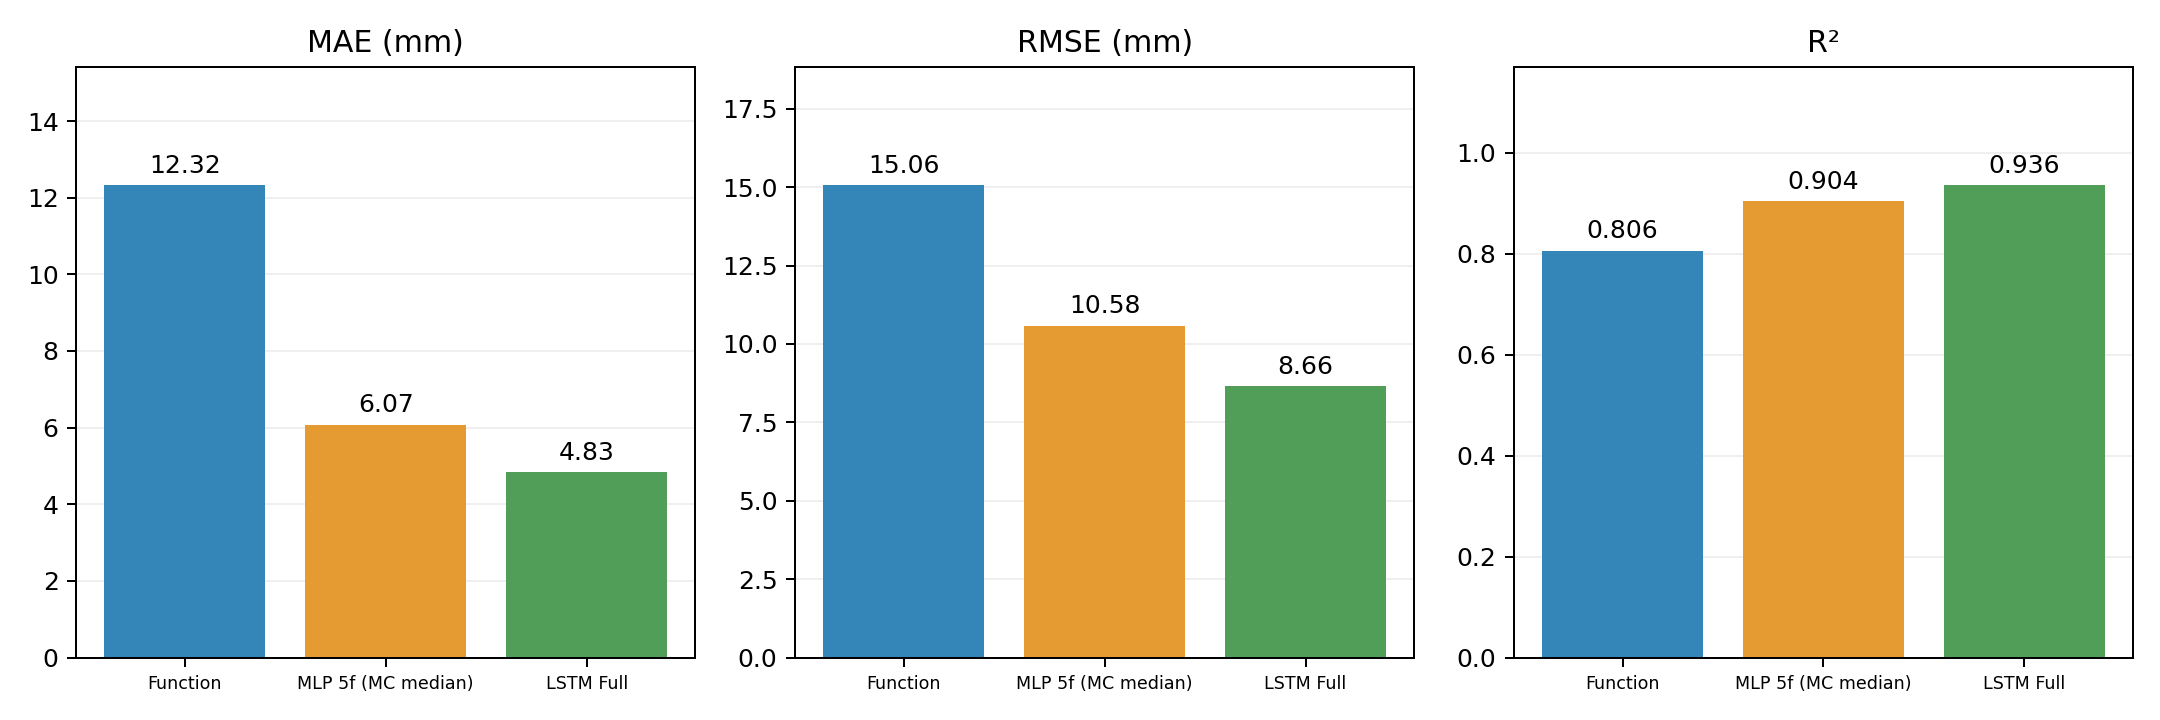 MAE (mm)
14
12
10
8
6
4
2
0
12.32
6.07
4.83
Function
MLP 5f (MC median)
LSTM Full
RMSE (mm)
17.5
15.0
12.5
10.0
7.5
5.0
2.5
0.0
15.06
10.58
8.66
Function
MLP 5f (MC median)
LSTM Full
R²
1.0
0.8
0.6
0.4
0.2
0.0
0.806
0.904
0.936
Function
MLP 5f (MC median)
LSTM Full